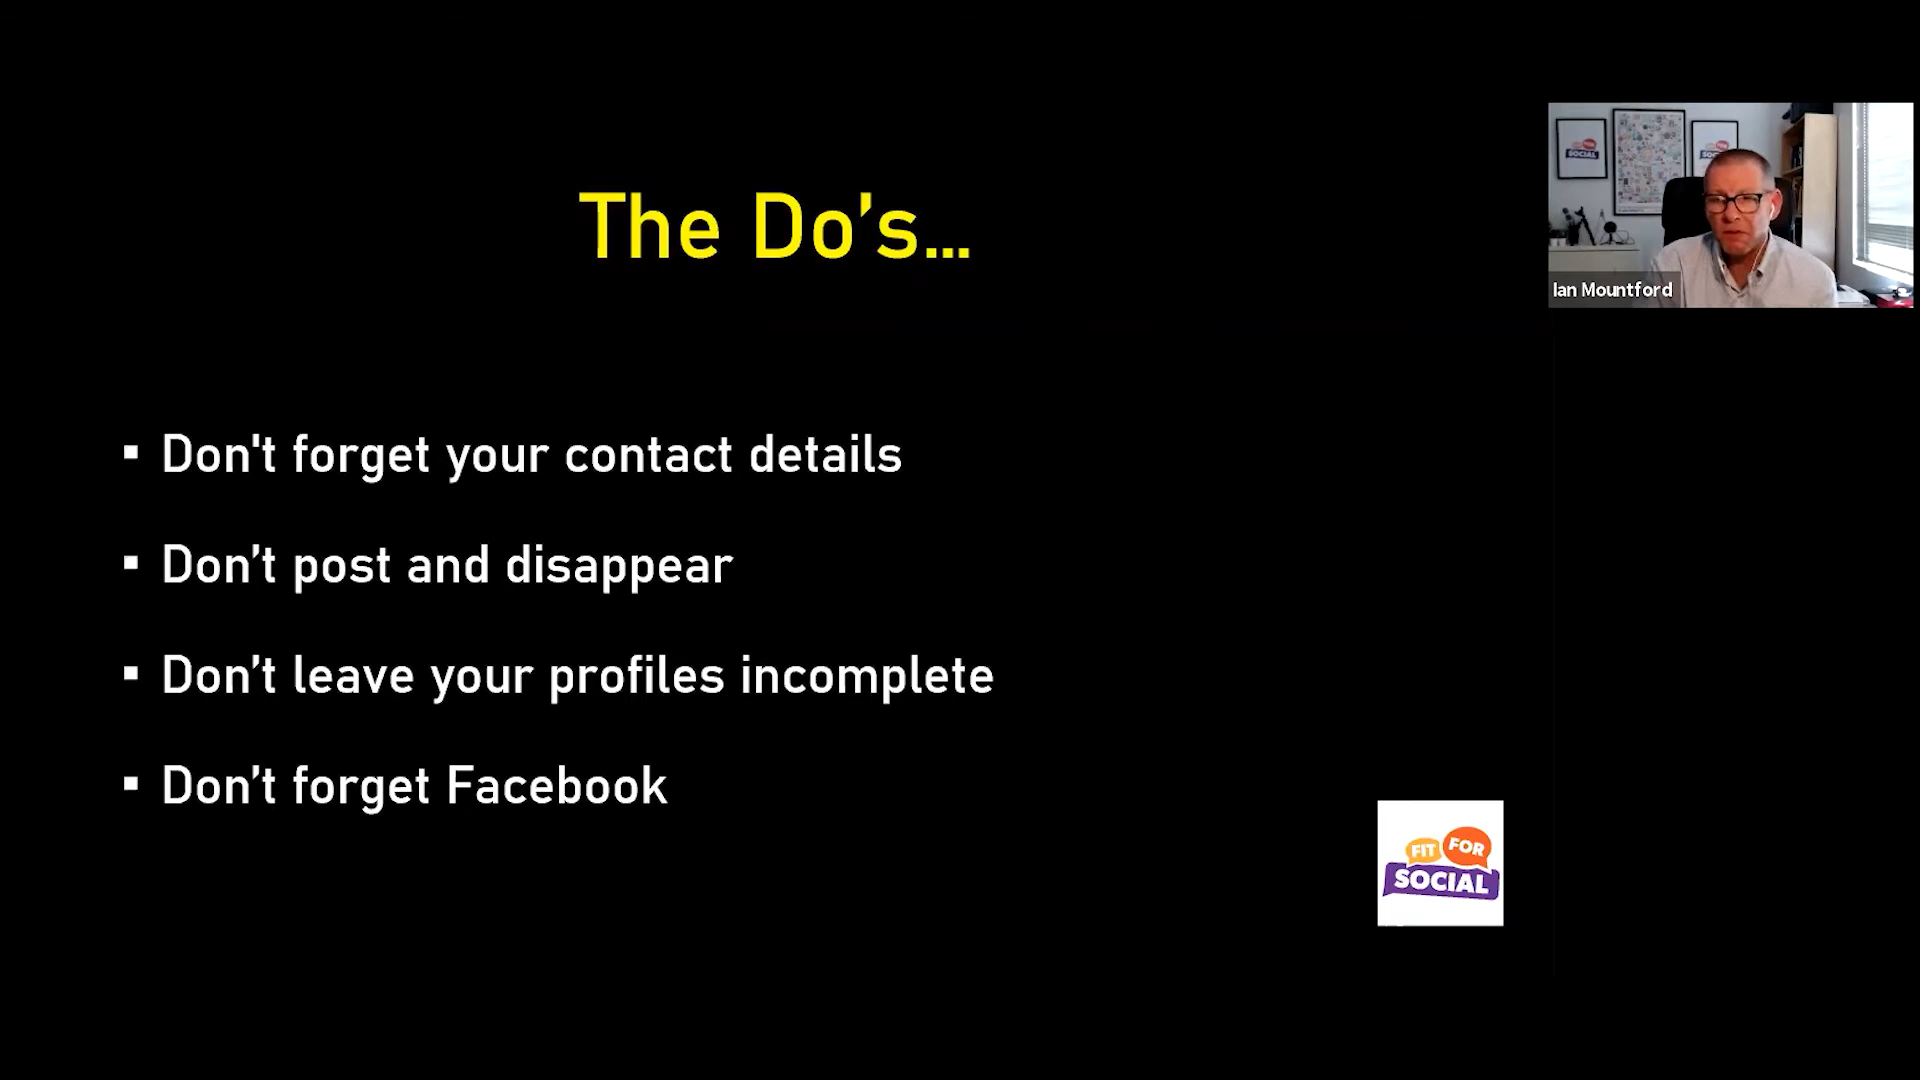 The Do’s...
Don't forget your contact details
Don’t post and disappear
Don’t leave your profiles incomplete
Don’t forget Facebook
FIT FOR
SOCIAL
Ian Mountford
SOCIAL